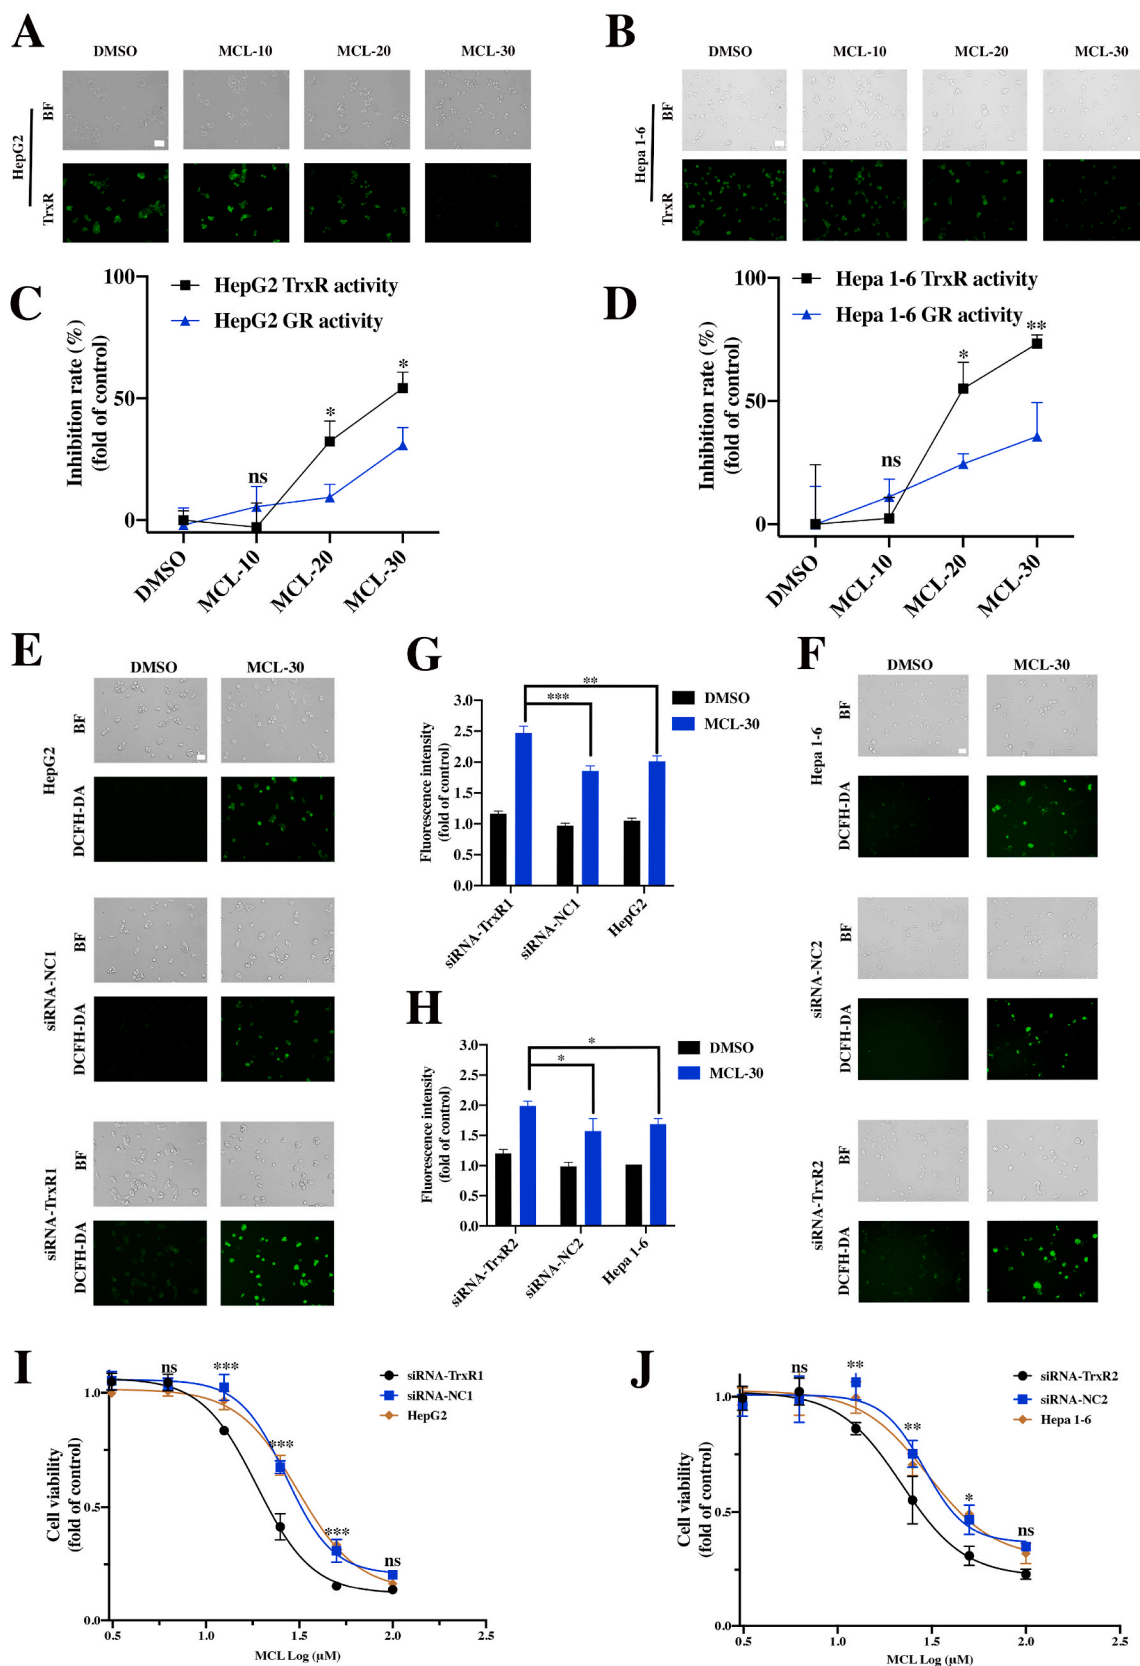 A
DMSO MCL-10 MCL-20 MCL-30
HepG2
BF
TrxR
B
DMSO MCL-10 MCL-20 MCL-30
Hepa 1-6
BF
TrxR
C
HepG2 TrxR activity
HepG2 GR activity
Inhibition rate (%)
(fold of control)
100
50
0
ns
*
*
DMSO MCL-10 MCL-20 MCL-30
D
Hepa 1-6 TrxR activity
Hepa 1-6 GR activity
Inhibition rate (%)
(fold of control)
100
50
0
ns
*
**
DMSO MCL-10 MCL-20 MCL-30
E
DMSO MCL-30
HepG2
BF
DCFH-DA
siRNA-NC1
BF
DCFH-DA
siRNA-TrxR1
BF
DCFH-DA
G
Fluorescence intensity
(fold of control)
3.0
2.5
2.0
1.5
1.0
0.5
0.0
**
***
DMSO
MCL-30
siRNA-TrxR1 siRNA-NC1 HepG2
H
Fluorescence intensity
(fold of control)
3.0
2.5
2.0
1.5
1.0
0.5
0.0
*
*
DMSO
MCL-30
siRNA-TrxR2 siRNA-NC2 Hepa 1-6
F
DMSO MCL-30
Hepa 1-6
BF
DCFH-DA
siRNA-NC2
BF
DCFH-DA
siRNA-TrxR2
BF
DCFH-DA
I
siRNA-TrxR1
siRNA-NC1
HepG2
Cell viability
(fold of control)
1.0
0.5
0.0
ns
***
***
***
ns
0.5 1.0 1.5 2.0 2.5
MCL Log (μM)
J
siRNA-TrxR2
siRNA-NC2
Hepa 1-6
Cell viability
(fold of control)
1.0
0.5
0.0
ns
**
**
*
ns
0.5 1.0 1.5 2.0 2.5
MCL Log (μM)